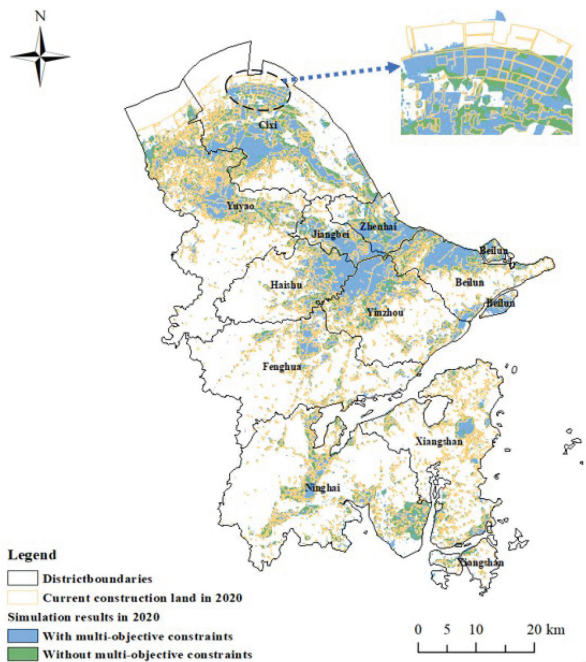 N
Cixi
Yuyao
Jiangbei
Zhenhai
Beilun
Haishu
Beilun
Yinzhou
Beilun
Fenghua
Xiangshan
Ninghai
Xiangshan
Legend
Districtboundaries
Current construction land in 2020
Simulation results in 2020
With multi-objective constraints
Without multi-objective constraints
0 5 10 20 km